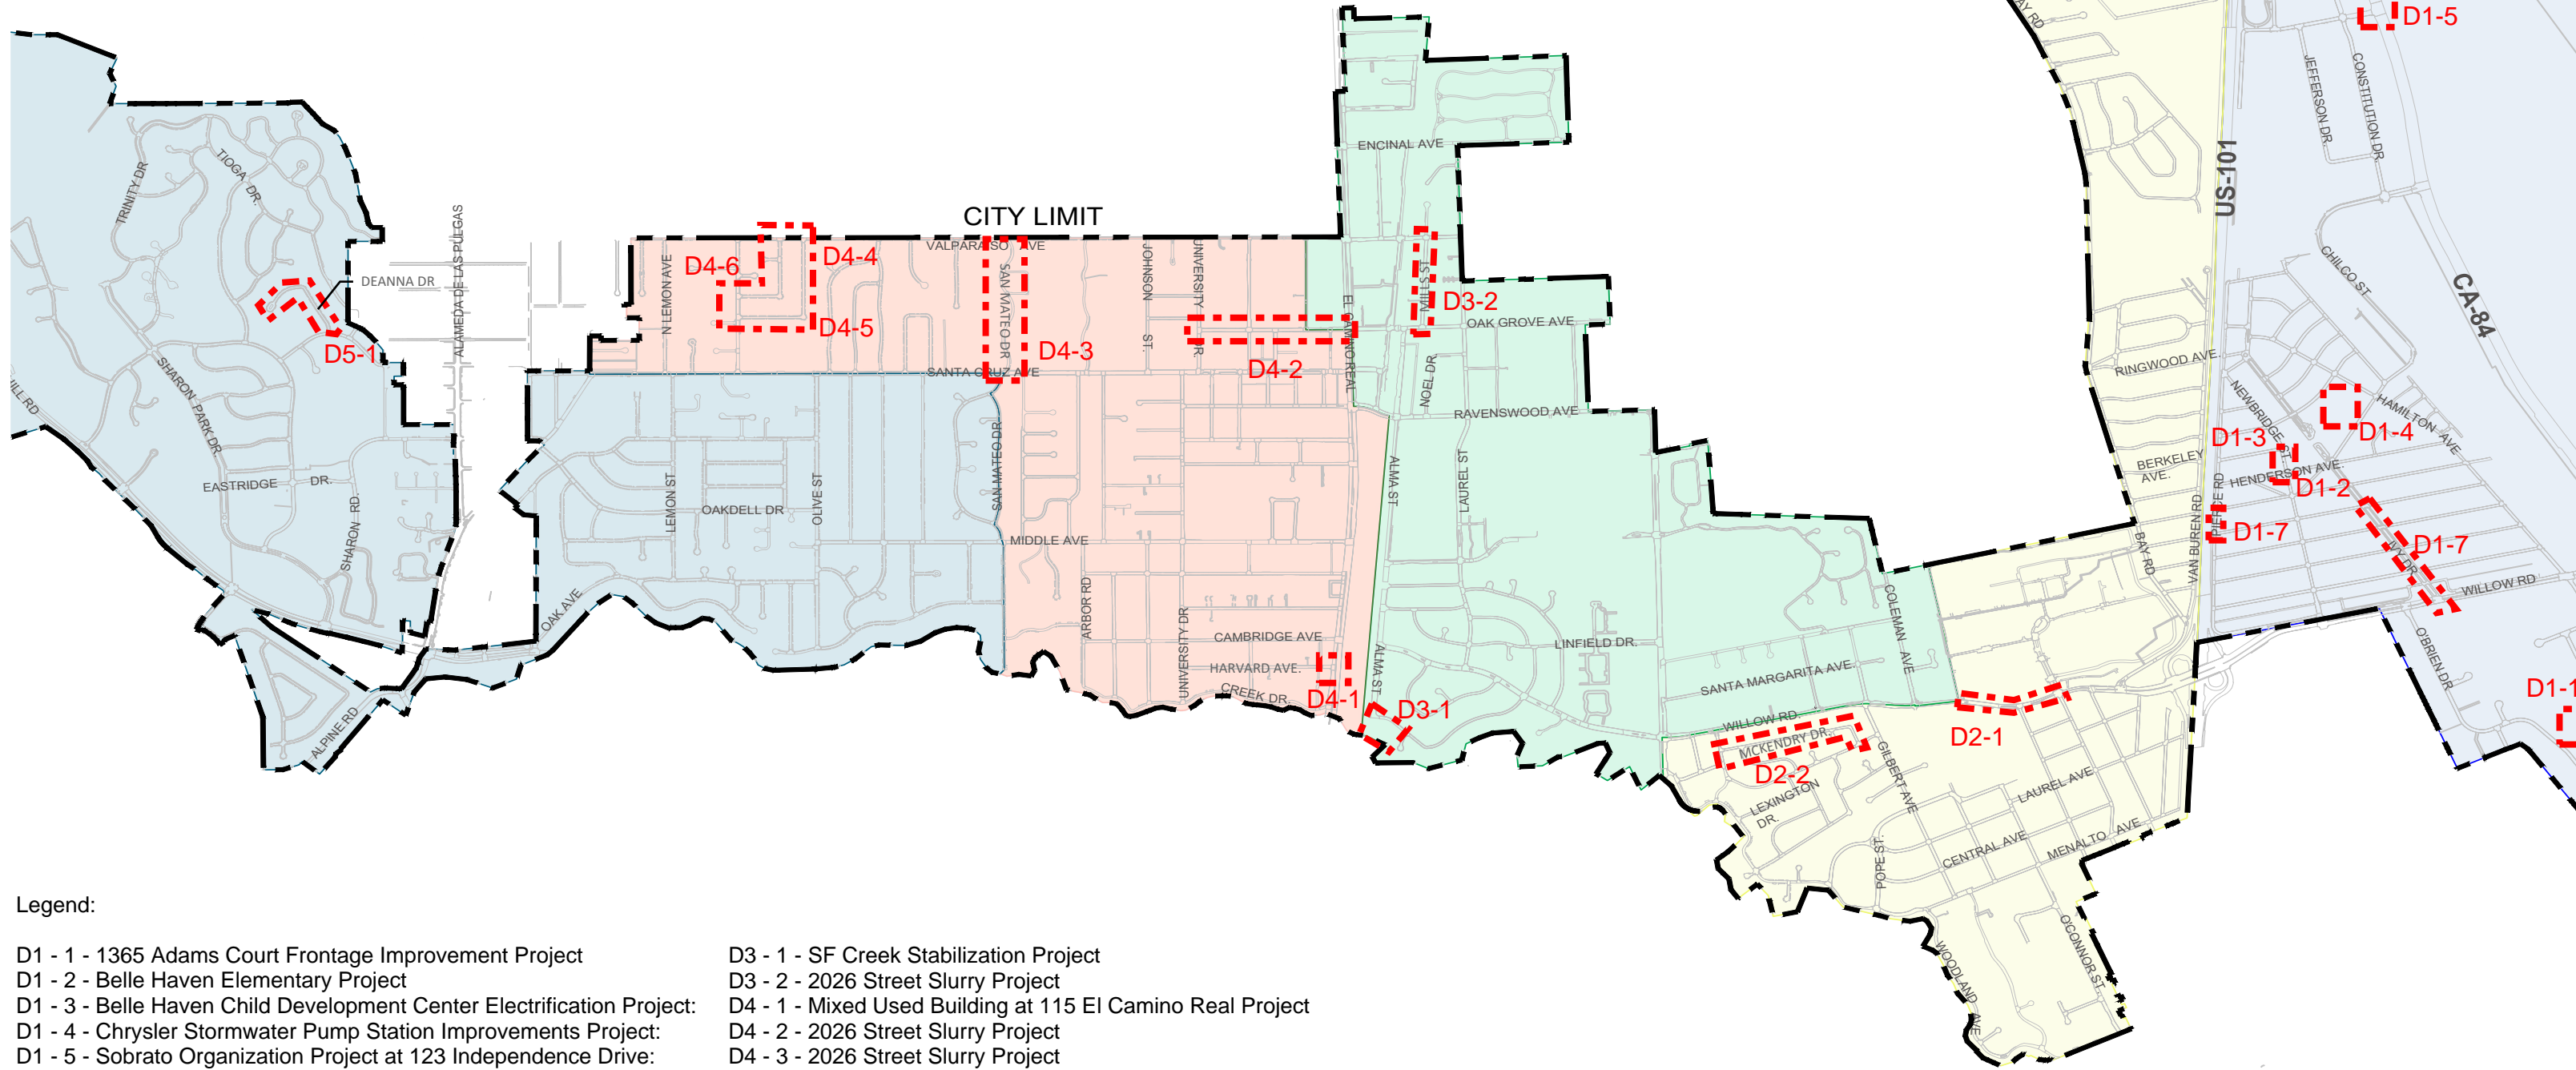 CITY LIMIT
TRINITY DR
TIOGA DR.
DEANNA DR
D5-1
SHARON PARK DR.
EASTRIDGE DR.
SHARON RD.
ALPINE RD
ALAMEDA DE LAS PULGAS
OAK AVE
D4-6
D4-4
D4-5
N LEMON AVE
VALPARAISO AVE
SAN MATEO DR
D4-3
SANTA CRUZ AVE
JOHNSON ST.
UNIVERSITY DR.
D4-2
EL CAMINO REAL
LEMON ST
OAKDELL DR
OLIVE ST
SAN MATEO DR.
MIDDLE AVE
ARBOR RD
UNIVERSITY DR
CAMBRIDGE AVE
HARVARD AVE.
CREEK DR.
D4-1
ENCINAL AVE
MILLS ST
D3-2
OAK GROVE AVE
NOEL DR.
RAVENSWOOD AVE
ALMA ST
LAUREL ST
ALMA ST
D3-1
LINFIELD DR.
SANTA MARGARITA AVE.
COLEMAN AVE
WILLOW RD.
MCKENDRY DR.
D2-2
D2-1
GILBERT AVE
LEXINGTON DR.
POPE ST.
LAUREL AVE
CENTRAL AVE
MENALTO AVE
O'CONNOR ST.
WOODLAND AVE
BAY RD
VAN BUREN RD
US-101
RINGWOOD AVE
BERKELEY AVE.
PIERCE RD
D1-5
JEFFERSON DR
CONSTITUTION DR
CHILCO ST
CA-84
NEWBRIDGE ST.
HAMILTON AVE
D1-4
D1-3
HENDERSON AVE.
D1-2
D1-7
D1-7
IVY DR.
WILLOW RD
O'BRIEN DR
D1-1
Legend:
D1 - 1 - 1365 Adams Court Frontage Improvement Project
D1 - 2 - Belle Haven Elementary Project
D1 - 3 - Belle Haven Child Development Center Electrification Project:
D1 - 4 - Chrysler Stormwater Pump Station Improvements Project:
D1 - 5 - Sobrato Organization Project at 123 Independence Drive:
D3 - 1 - SF Creek Stabilization Project
D3 - 2 - 2026 Street Slurry Project
D4 - 1 - Mixed Used Building at 115 El Camino Real Project
D4 - 2 - 2026 Street Slurry Project
D4 - 3 - 2026 Street Slurry Project